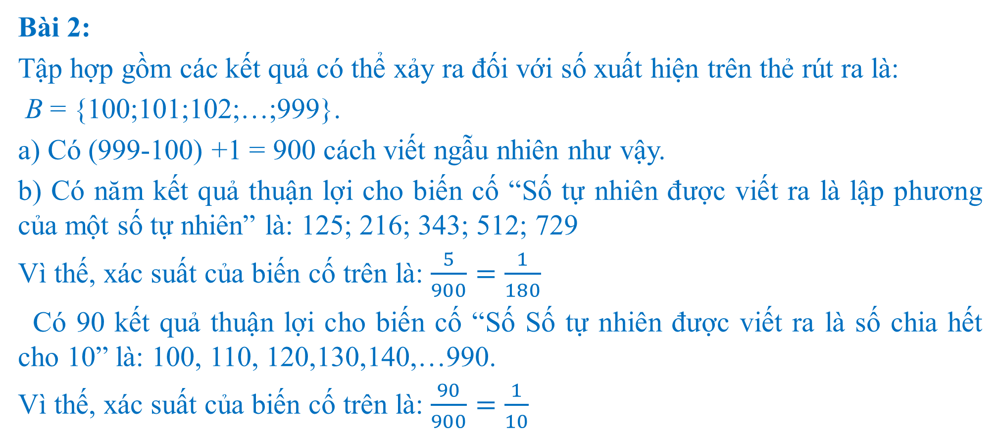 Bài 2:
Tập hợp gồm các kết quả có thể xảy ra đối với số xuất hiện trên thẻ rút ra là:
B = {100;101;102;…;999}.
a) Có (999-100) +1 = 900 cách viết ngẫu nhiên như vậy.
b) Có năm kết quả thuận lợi cho biến cố “Số tự nhiên được viết ra là lập phương
của một số tự nhiên” là: 125; 216; 343; 512; 729
Vì thế, xác suất của biến cố trên là: 5/900 = 1/180
Có 90 kết quả thuận lợi cho biến cố “Số Số tự nhiên được viết ra là số chia hết
cho 10” là: 100, 110, 120,130,140,…990.
Vì thế, xác suất của biến cố trên là: 90/900 = 1/10